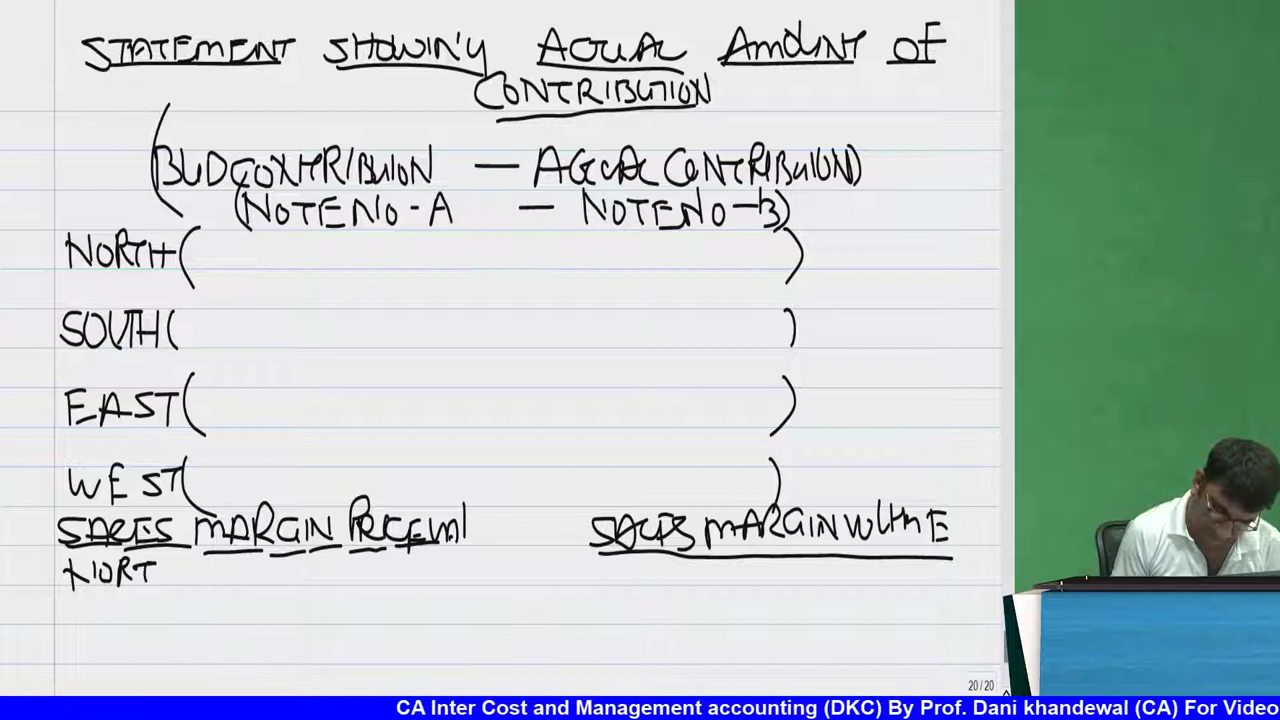 STATEMENT SHOWING ACTUAL AMOUNT OF
CONTRIBUTION
(BUD CONTRIBUTION — ACTUAL CONTRIBUTION)
(NOTE NO - A — NOTE NO - B)
NORTH ( )
SOUTH ( )
EAST ( )
WEST ( )
SALES MARGIN PRICE SALES MARGIN VOLUME
NORT
20 / 20
CA Inter Cost and Management accounting (DKC) By Prof. Dani khandewal (CA) For Video